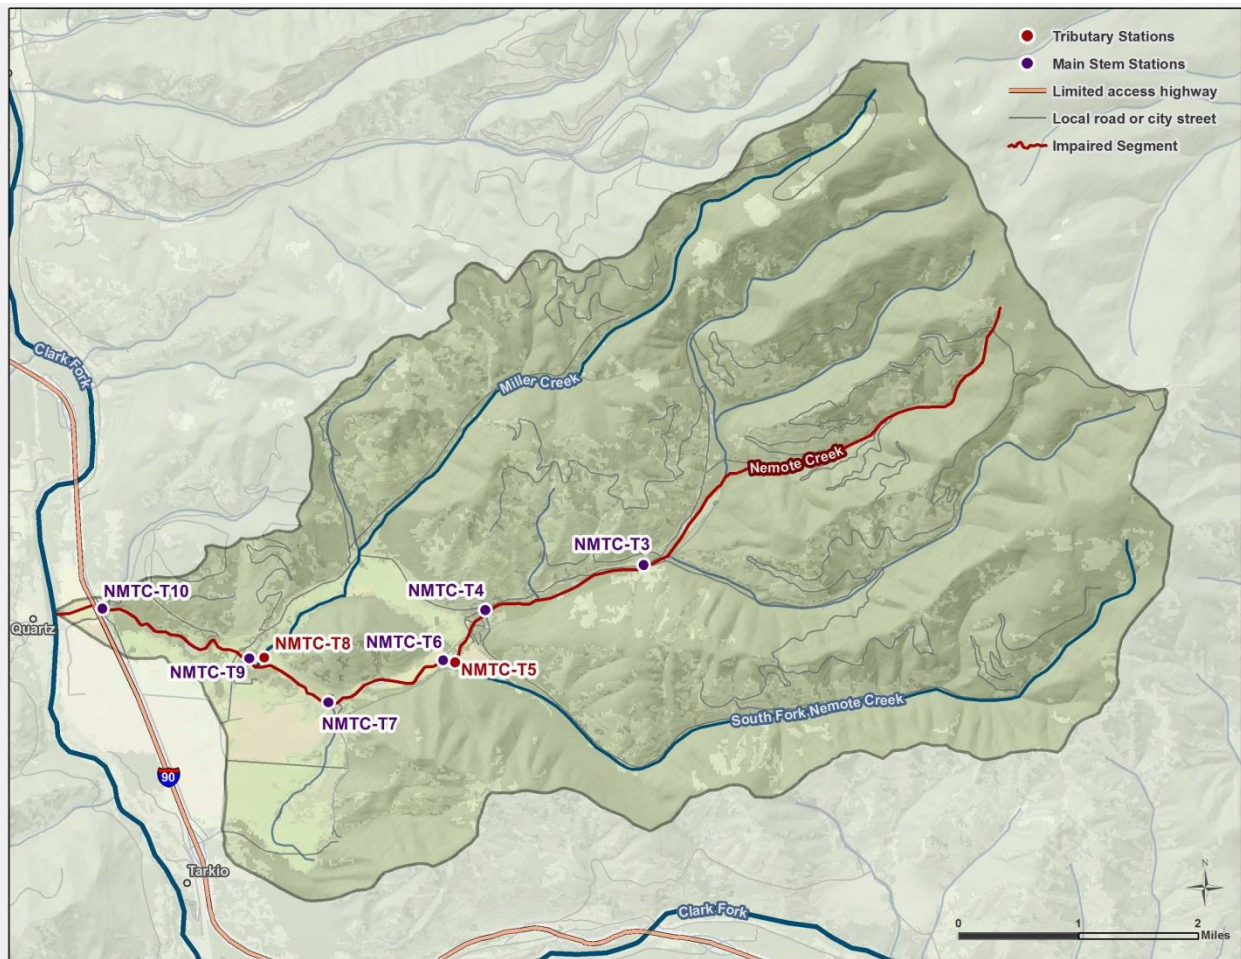 Tributary Stations
Main Stem Stations
Limited access highway
Local road or city street
Impaired Segment
Clark Fork
Miller Creek
Nemote Creek
NMTC-T3
NMTC-T10
NMTC-T4
Quartz
NMTC-T8
NMTC-T6
NMTC-T9
NMTC-T5
NMTC-T7
South Fork Nemote Creek
90
Tarkio
N
Clark Fork
0 1 2
Miles